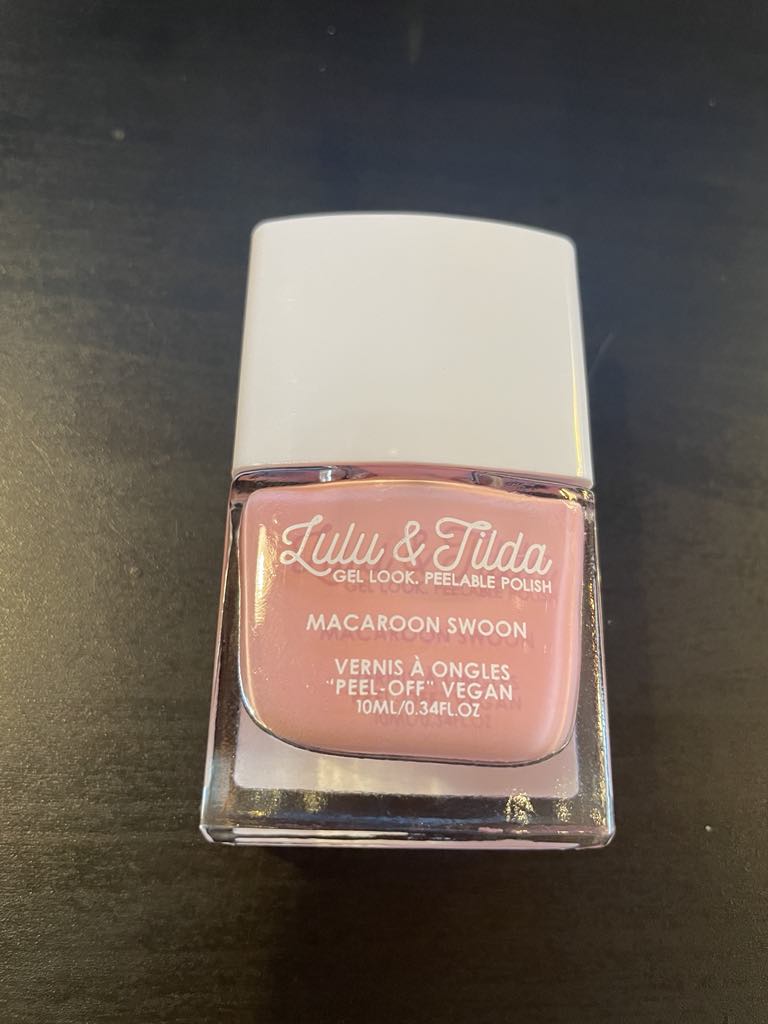 Lulu & Tilda
GEL LOOK. PEELABLE POLISH
MACAROON SWOON
VERNIS À ONGLES
"PEEL-OFF" VEGAN
10ML/0.34FL.OZ